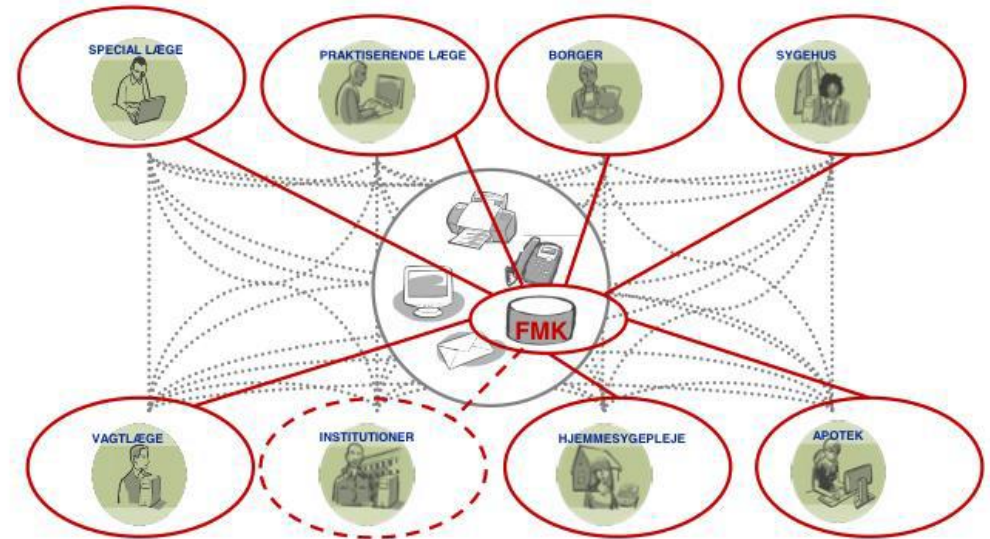 SPECIAL LÆGE
PRAKTISERENDE LÆGE
BORGER
SYGEHUS
FMK
VAGTLÆGE
INSTITUTIONER
HJEMMESYGEPLEJE
APOTEK